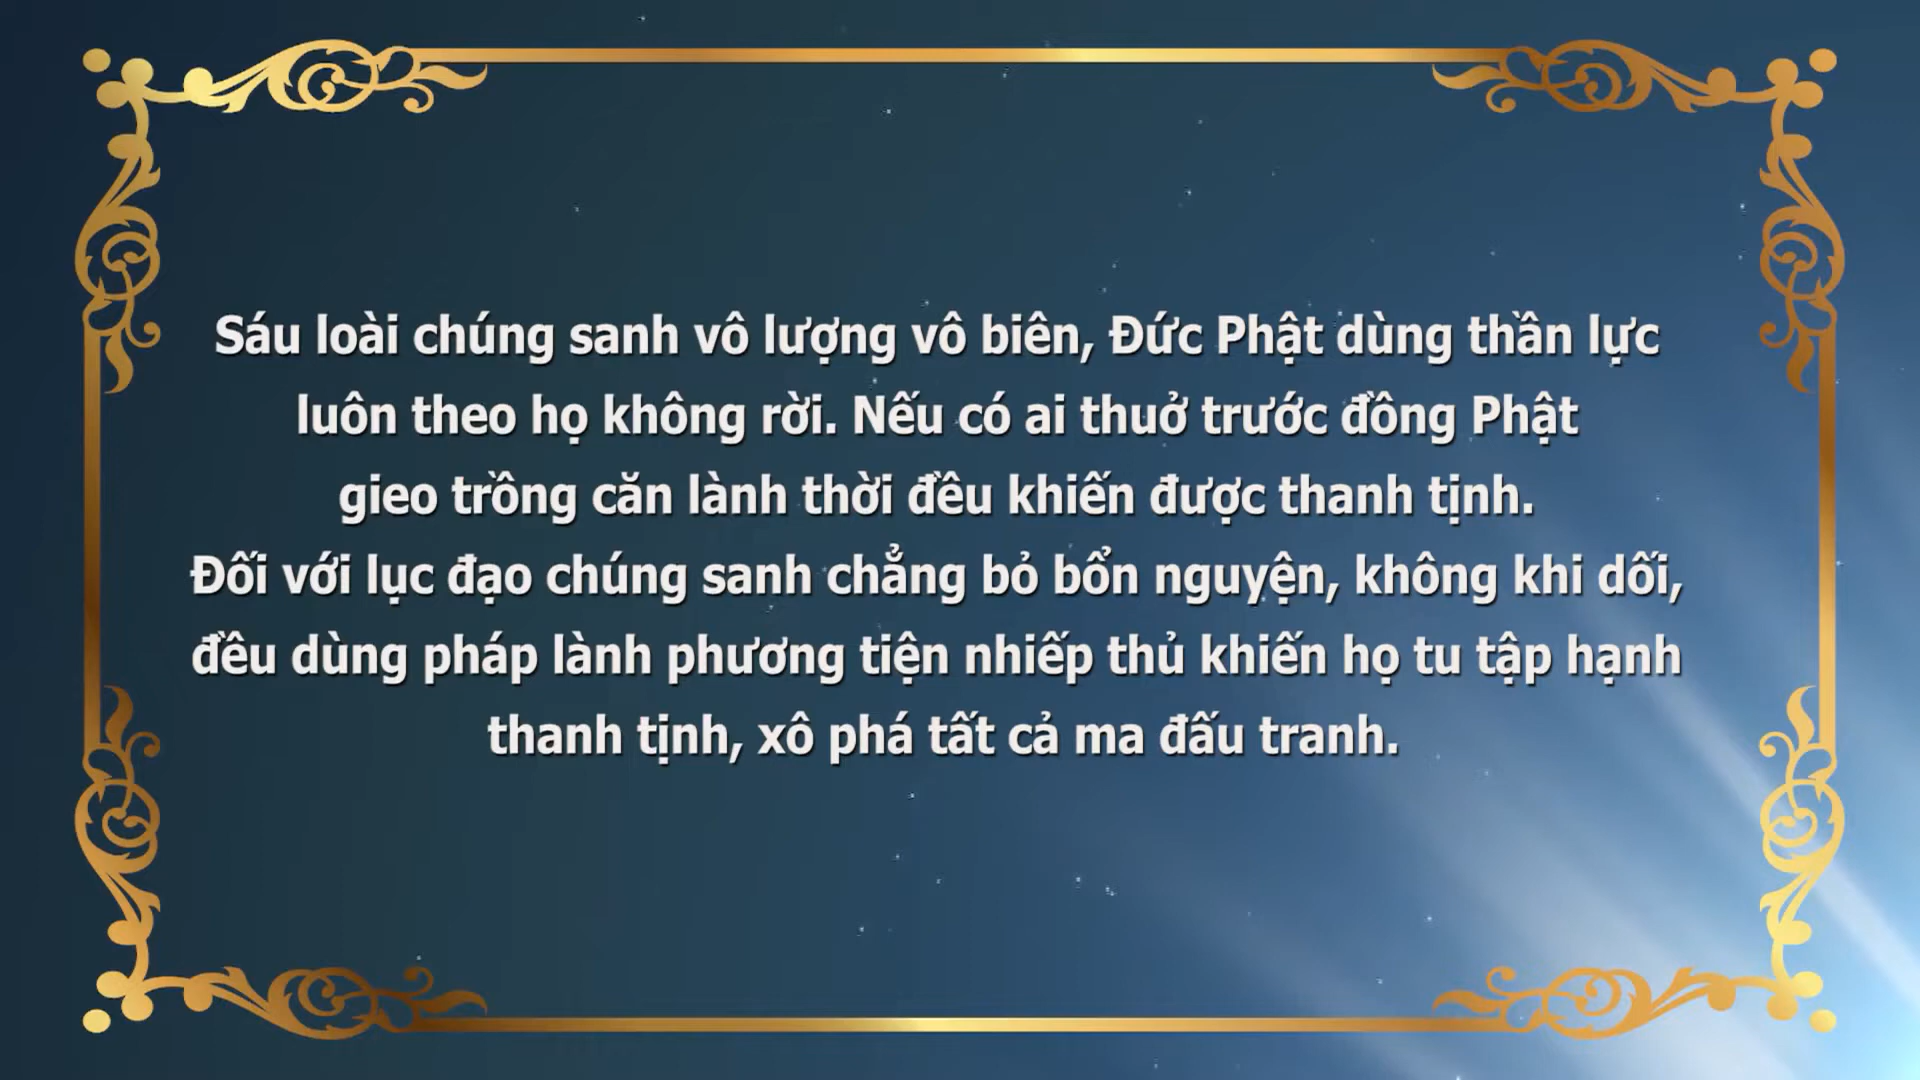 Sáu loài chúng sanh vô lượng vô biên, Đức Phật dùng thần lực
luôn theo họ không rời. Nếu có ai thuở trước đồng Phật
gieo trồng căn lành thời đều khiến được thanh tịnh.
Đối với lục đạo chúng sanh chẳng bỏ bổn nguyện, không khi dối,
đều dùng pháp lành phương tiện nhiếp thủ khiến họ tu tập hạnh
thanh tịnh, xô phá tất cả ma đấu tranh.